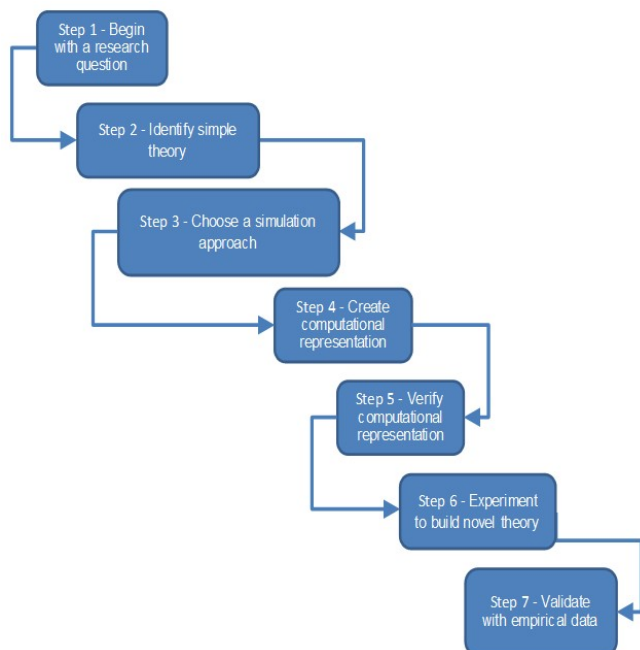 Step 1 - Begin
with a research
question
Step 2 - Identify simple
theory
Step 3 - Choose a simulation
approach
Step 4 - Create
computational
representation
Step 5 - Verify
computational
representation
Step 6 - Experiment
to build novel theory
Step 7 - Validate
with empirical data